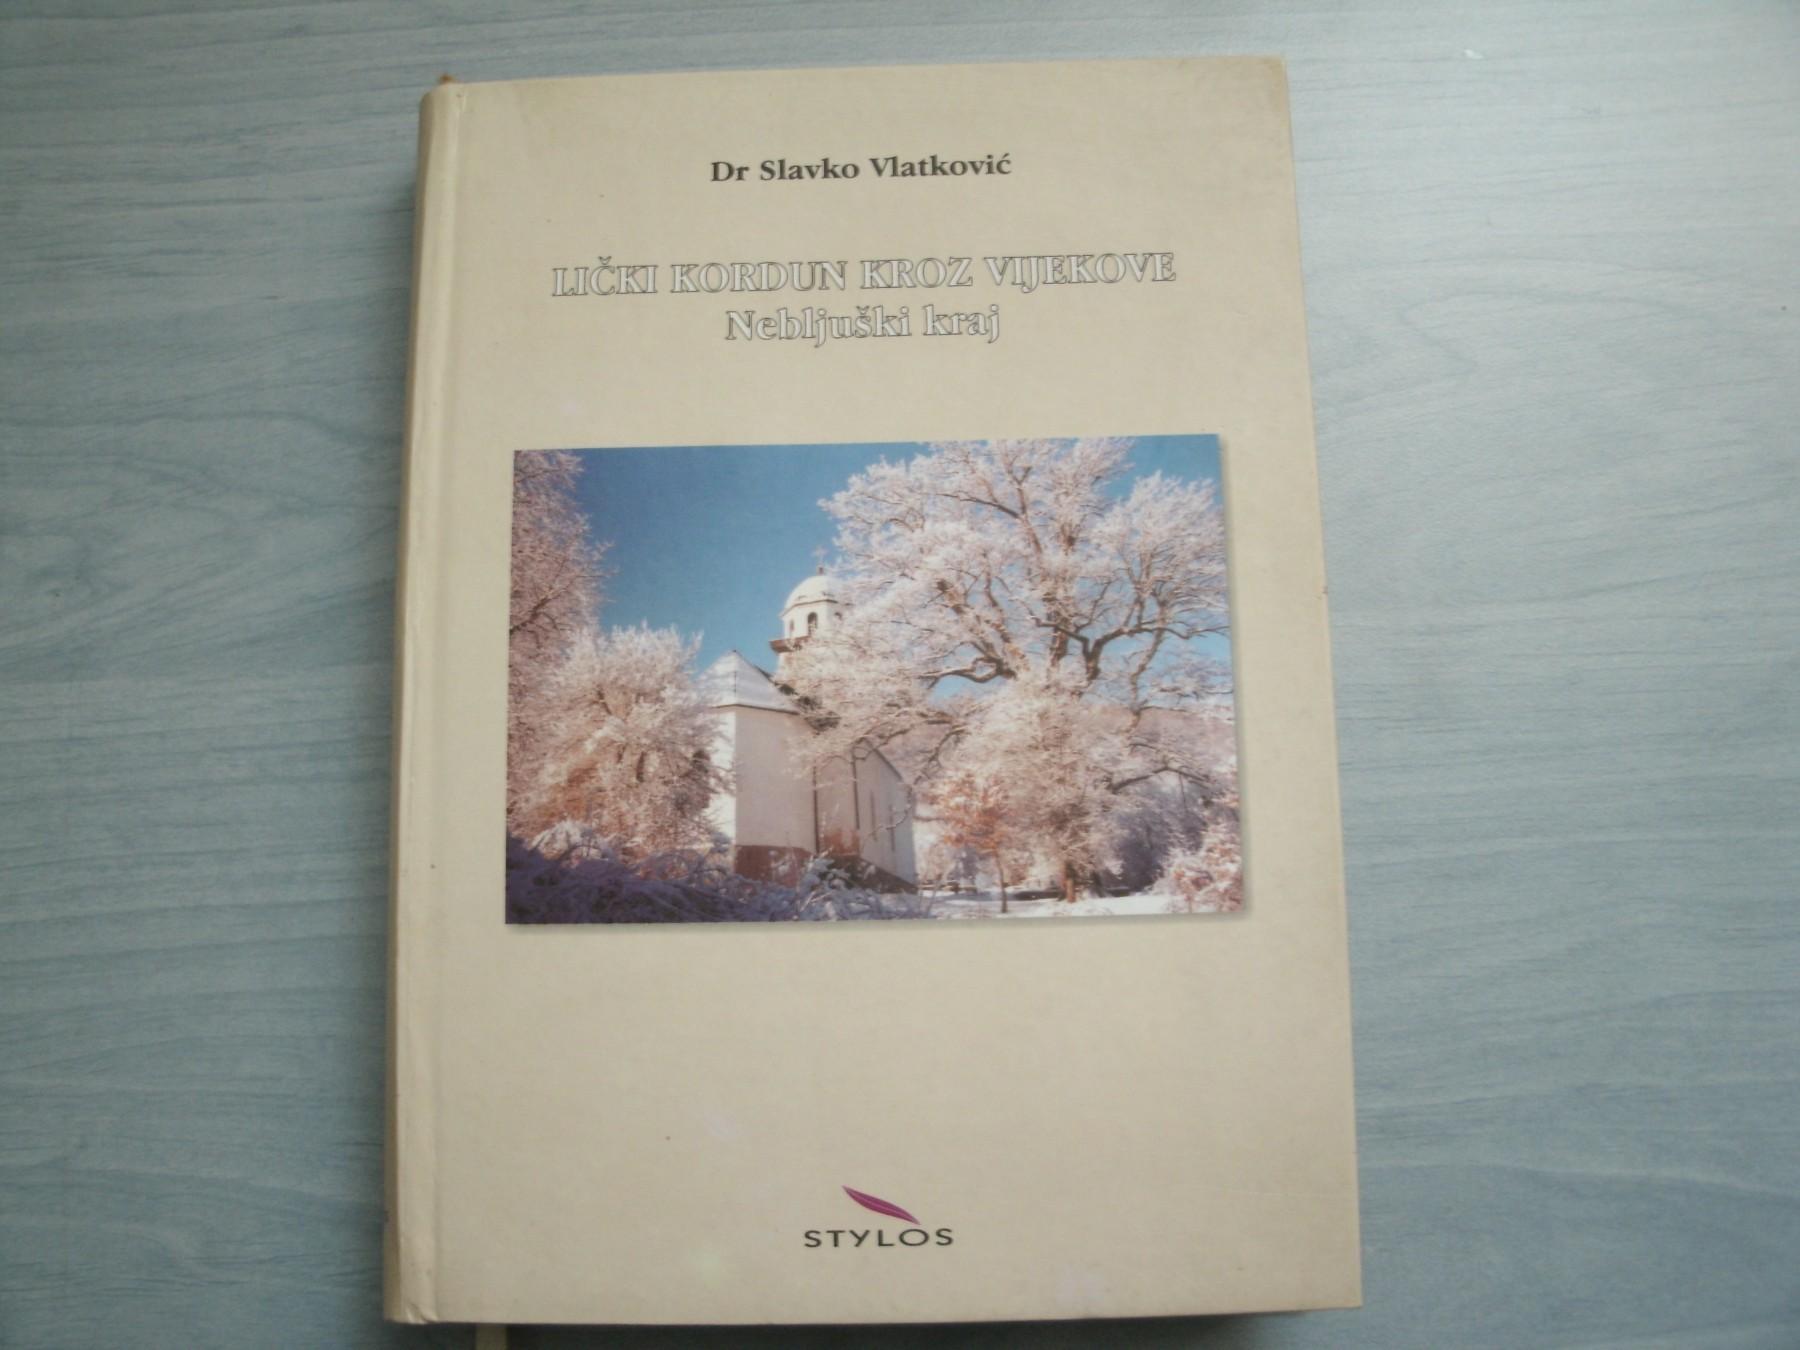 Dr Slavko Vlatković
LIČKI KORDUN KROZ VIJEKOVE
Nebljuški kraj
STYLOS